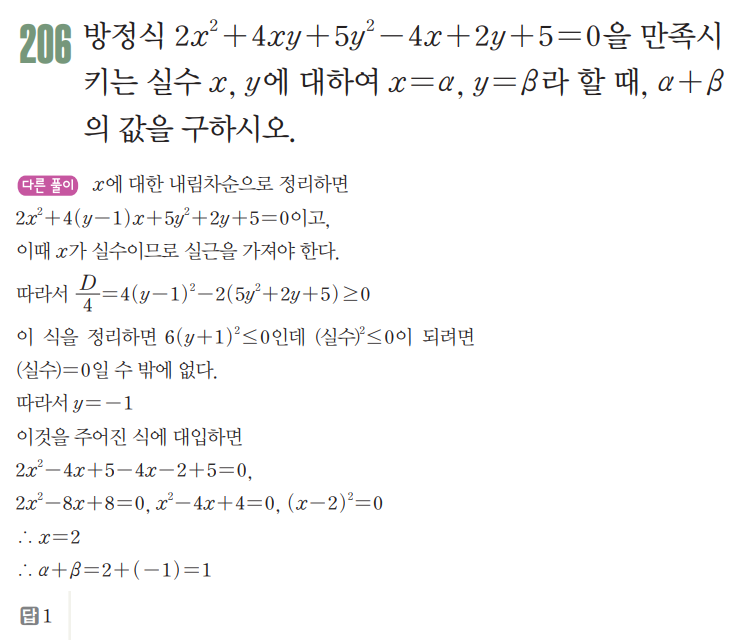 206 방정식 2x²+4xy+5y²-4x+2y+5=0을 만족시
키는 실수 x, y에 대하여 x=α, y=β라 할 때, α+β
의 값을 구하시오.
다른 풀이 x에 대한 내림차순으로 정리하면
2x²+4(y-1)x+5y²+2y+5=0이고,
이때 x가 실수이므로 실근을 가져야 한다.
따라서 D/4=4(y-1)²-2(5y²+2y+5)≥0
이 식을 정리하면 6(y+1)²≤0인데 (실수)²≤0이 되려면
(실수)=0일 수 밖에 없다.
따라서 y=-1
이것을 주어진 식에 대입하면
2x²-4x+5-4x-2+5=0,
2x²-8x+8=0, x²-4x+4=0, (x-2)²=0
∴ x=2
∴ α+β=2+(-1)=1
답 1